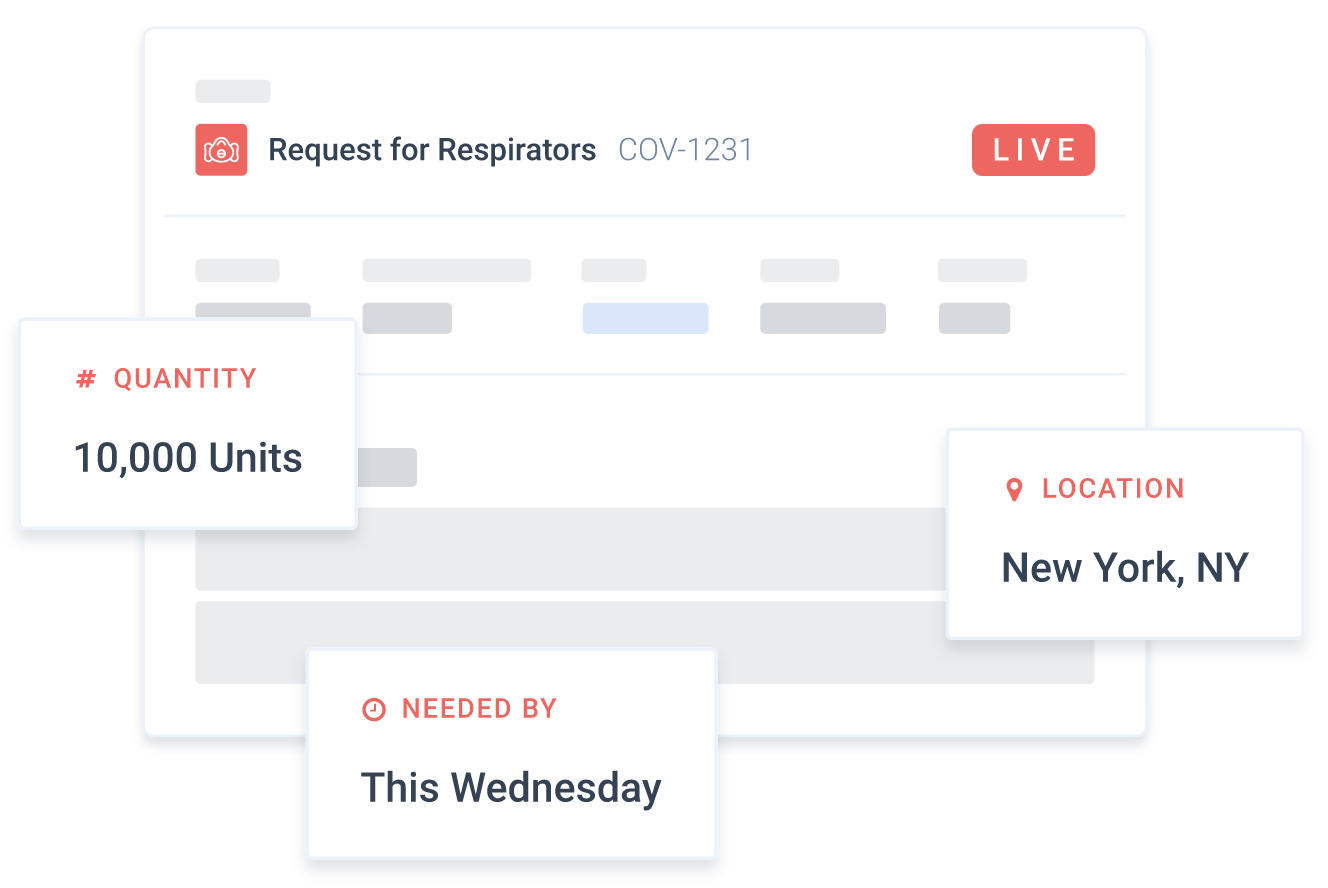 Request for Respirators COV-1231
LIVE
# QUANTITY
10,000 Units
LOCATION
New York, NY
NEEDED BY
This Wednesday